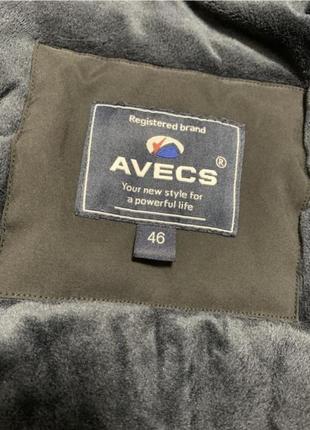 Registered brand
AVECS®
Your new style for
a powerful life
46